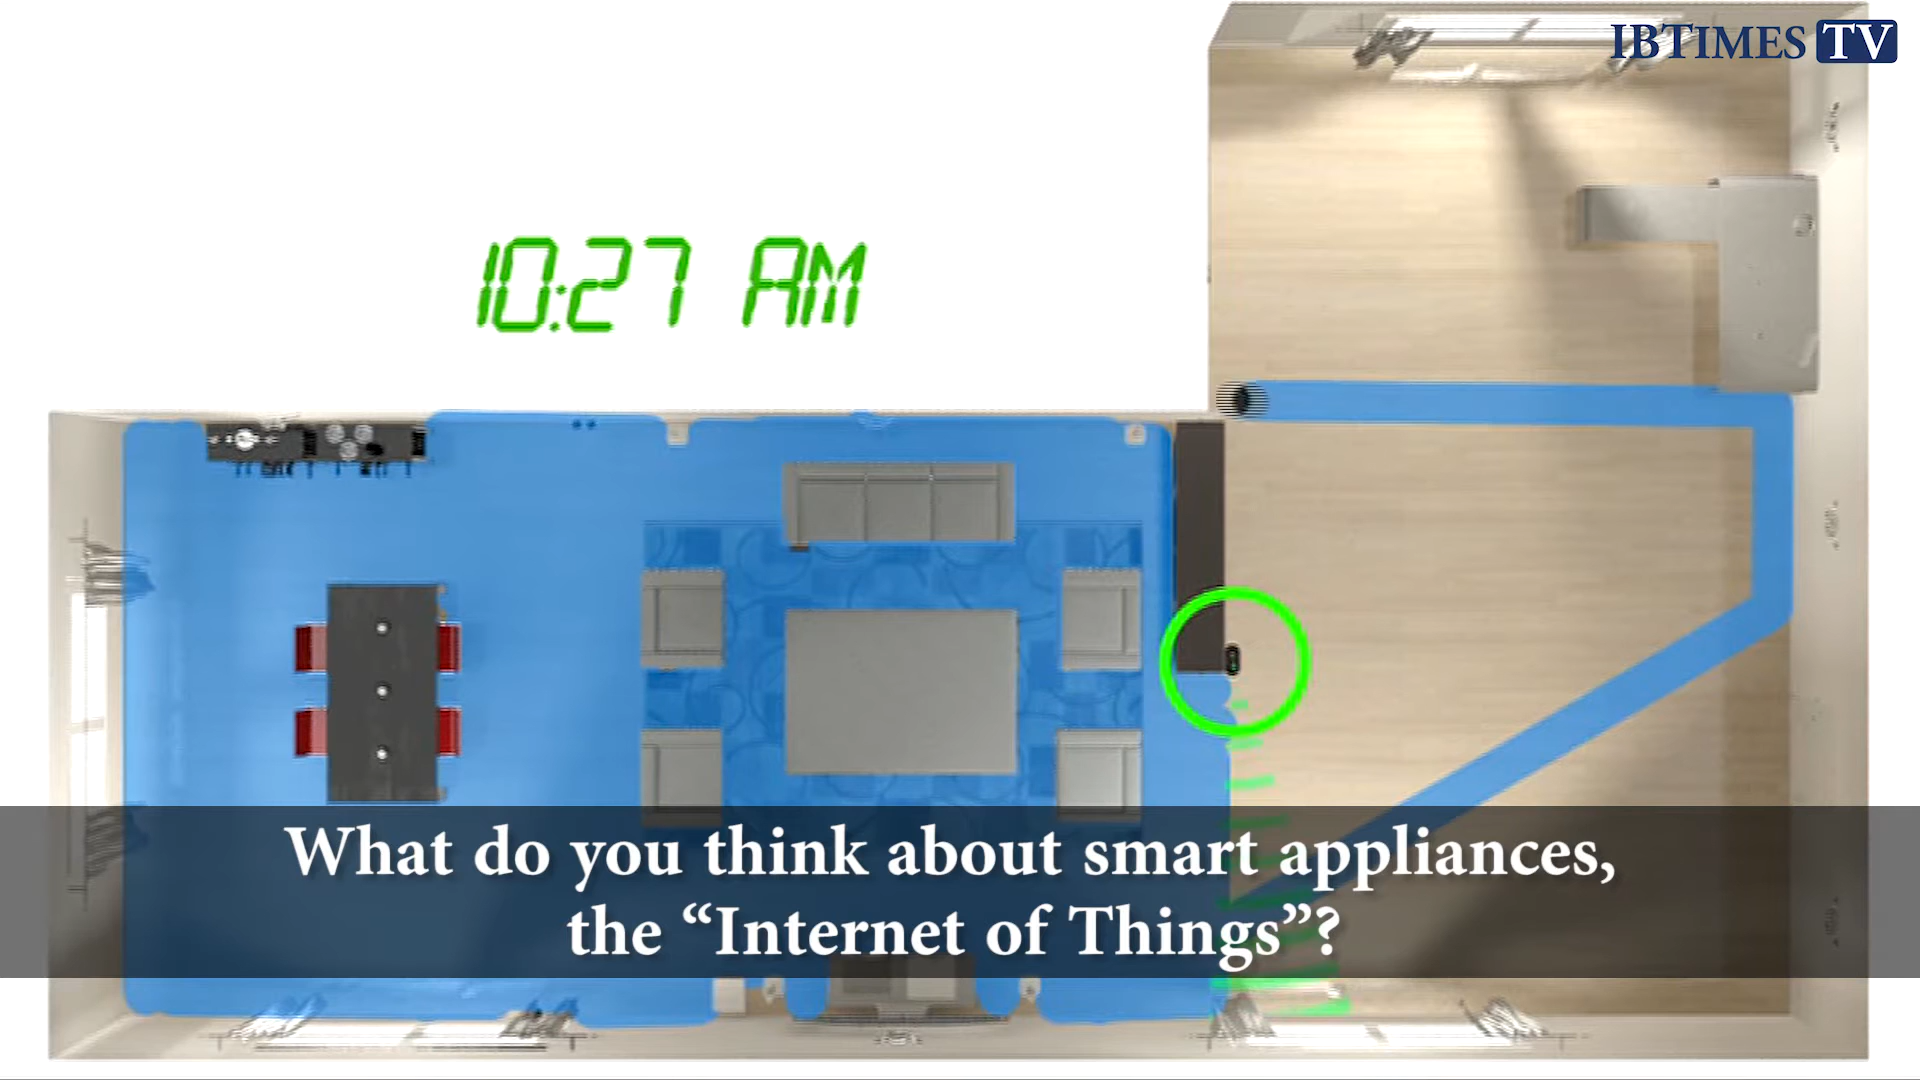 IBTIMES TV
10:27 AM
What do you think about smart appliances,
the “Internet of Things”?